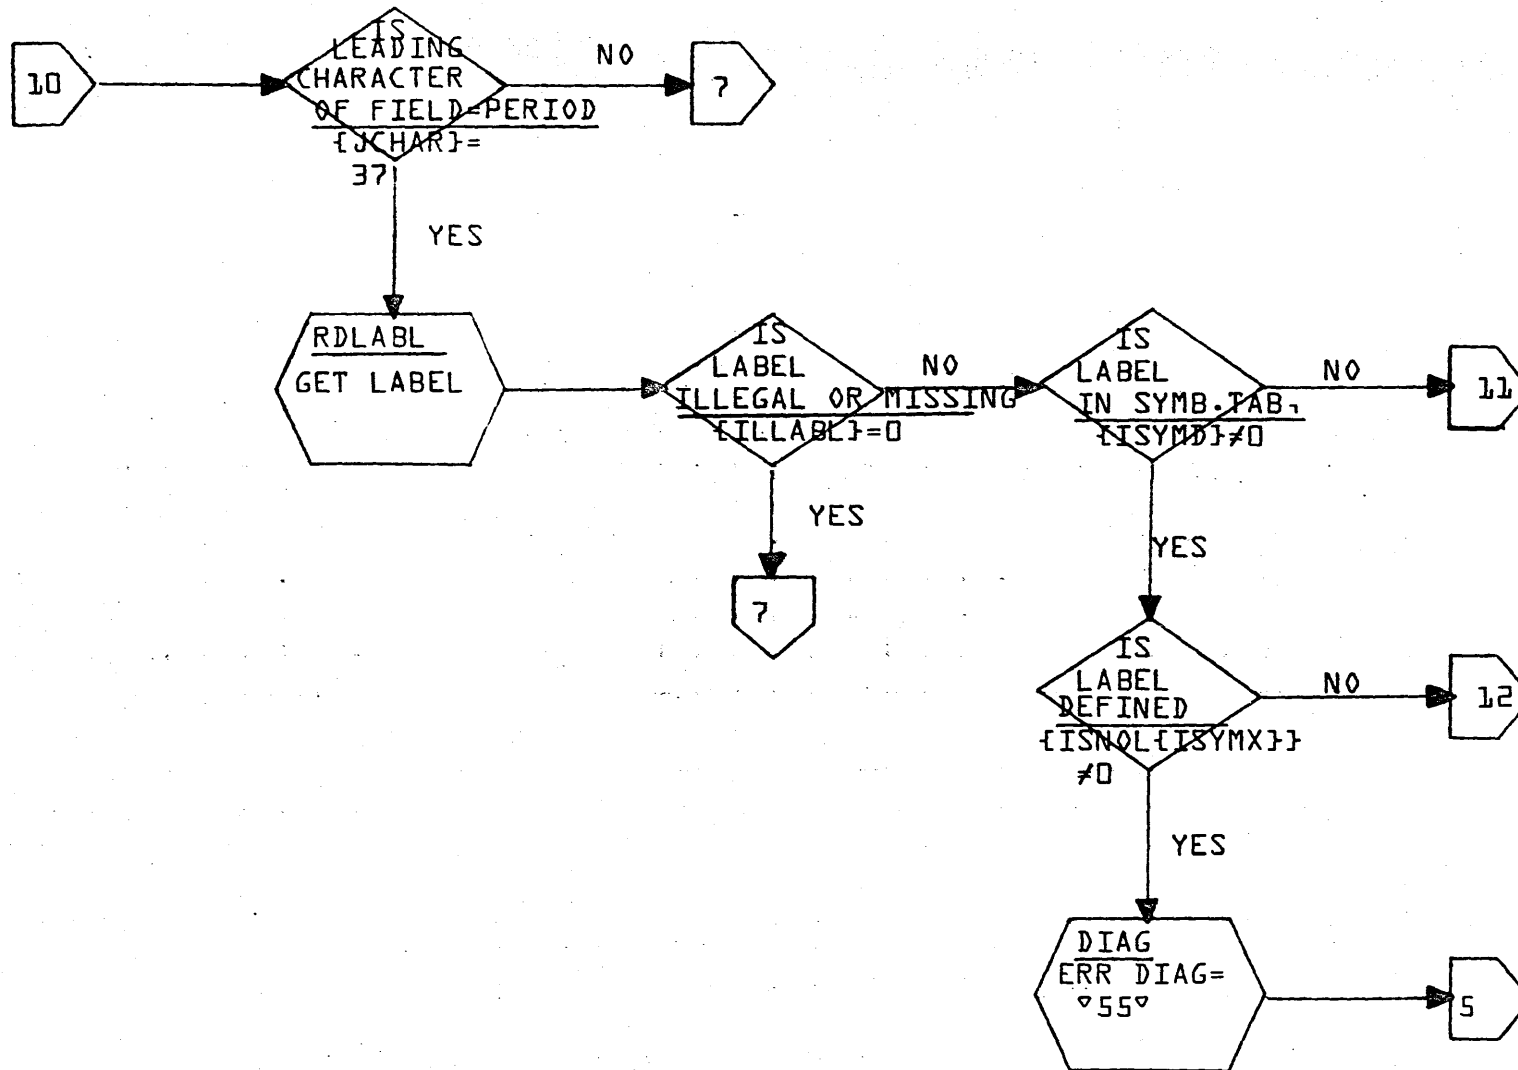 10
IS
LEADING
CHARACTER
OF FIELD=PERIOD
{JCHAR}=
37
NO
7
YES
RDLABL
GET LABEL
IS
LABEL
ILLEGAL OR MISSING
{ILLABL}=0
NO
YES
7
IS
LABEL
IN SYMB.TAB,
{ISYMD}≠0
NO
11
YES
IS
LABEL
DEFINED
{ISNOL{ISYMX}}
≠0
NO
12
YES
DIAG
ERR DIAG=
▿55▿
5